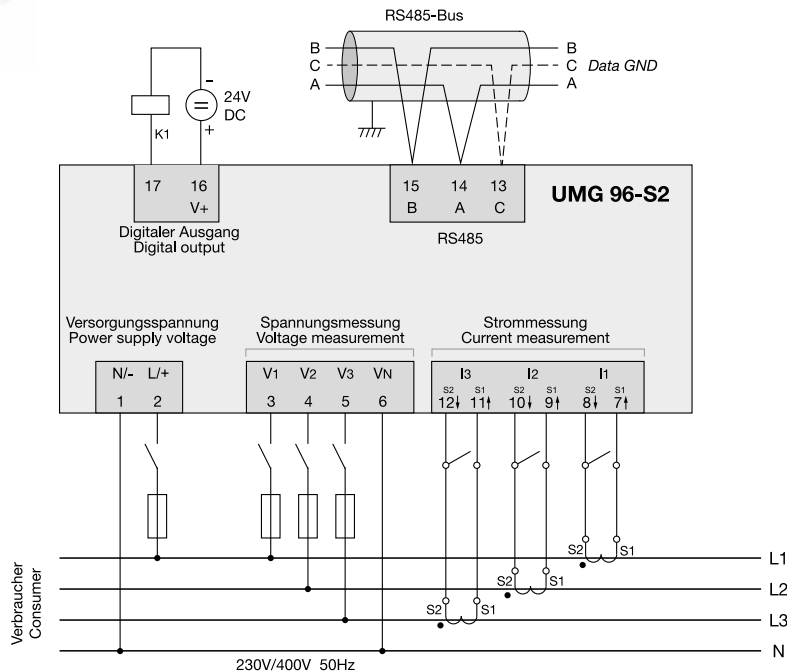 RS485-Bus
B B
C C Data GND
A A
–
24V
DC
+
K1
17 16
V+
15 14 13
B A C
UMG 96-S2
Digitaler Ausgang
Digital output
RS485
Versorgungsspannung
Power supply voltage
Spannungsmessung
Voltage measurement
Strommessung
Current measurement
N/- L/+
1 2
V1 V2 V3 VN
3 4 5 6
I3 I2 I1
S2 S1 S2 S1 S2 S1
12 11 10 9 8 7
S2 S1
L1
S2 S1
L2
S2 S1
L3
N
Verbraucher
Consumer
230V/400V 50Hz